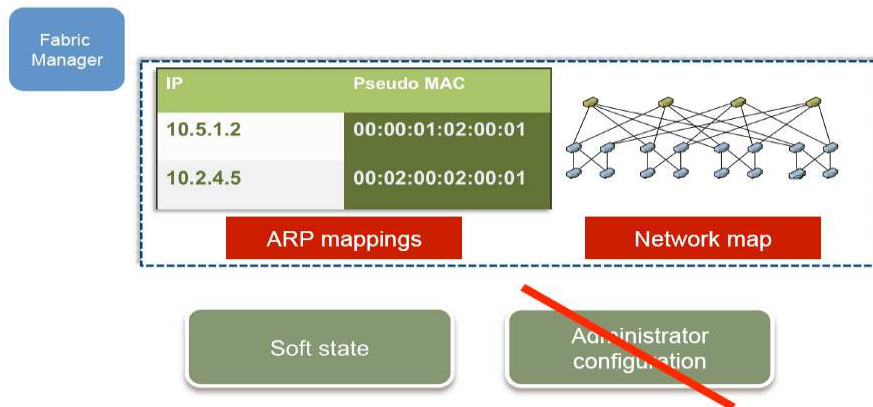 Fabric
Manager
IP Pseudo MAC
10.5.1.2 00:00:01:02:00:01
10.2.4.5 00:02:00:02:00:01
ARP mappings Network map
Soft state
Administrator
configuration